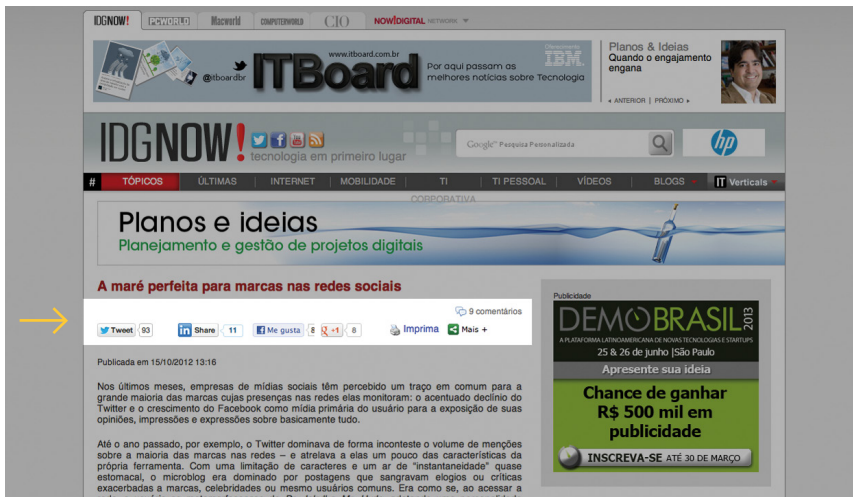 IDGNOW! PCWORLD Macworld COMPUTERWORLD CIO NOW!DIGITAL NETWORK
@itboardbr
www.itboard.com.br
ITBoard
Por aqui passam as
melhores notícias sobre Tecnologia
Oferecimento
IBM
Planos & Ideias
Quando o engajamento
engana
ANTERIOR | PRÓXIMO
IDGNOW!
tecnologia em primeiro lugar
Google™ Pesquisa Personalizada
hp
# TÓPICOS ÚLTIMAS | INTERNET | MOBILIDADE | TI | TI PESSOAL | VÍDEOS | BLOGS IT Verticals
CORPORATIVA
Planos e ideias
Planejamento e gestão de projetos digitais
A maré perfeita para marcas nas redes sociais
9 comentários
Tweet 93 in Share 11 Me gusta 8 +1 8 Imprima Mais +
Publicada em 15/10/2012 13:16
Nos últimos meses, empresas de mídias sociais têm percebido um traço em comum para a
grande maioria das marcas cujas presenças nas redes elas monitoram: o acentuado declínio do
Twitter e o crescimento do Facebook como mídia primária do usuário para a exposição de suas
opiniões, impressões e expressões sobre basicamente tudo.
Até o ano passado, por exemplo, o Twitter dominava de forma inconteste o volume de menções
sobre a maioria das marcas nas redes – e atrelava a elas um pouco das características da
própria ferramenta. Com uma limitação de caracteres e um ar de "instantaneidade" quase
estomacal, o microblog era dominado por postagens que sangravam elogios ou críticas
exacerbadas a marcas, celebridades ou mesmo usuários comuns. Era como se, ao acessar a
Publicidade
DEMO BRASIL 2013
A PLATAFORMA LATINOAMERICANA DE NOVAS TECNOLOGIAS E STARTUPS
25 & 26 de junho |São Paulo
Apresente sua ideia
Chance de ganhar
R$ 500 mil em
publicidade
INSCREVA-SE ATÉ 30 DE MARÇO